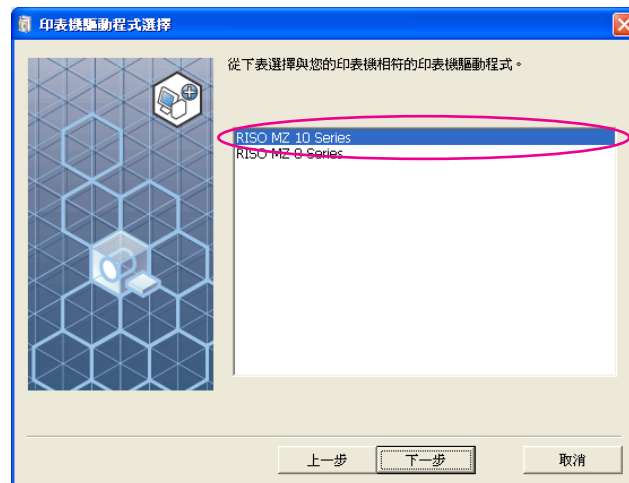 印表機驅動程式選擇
從下表選擇與您的印表機相符的印表機驅動程式。
RISO MZ 10 Series
RISO MZ 8 Series
上一步
下一步
取消